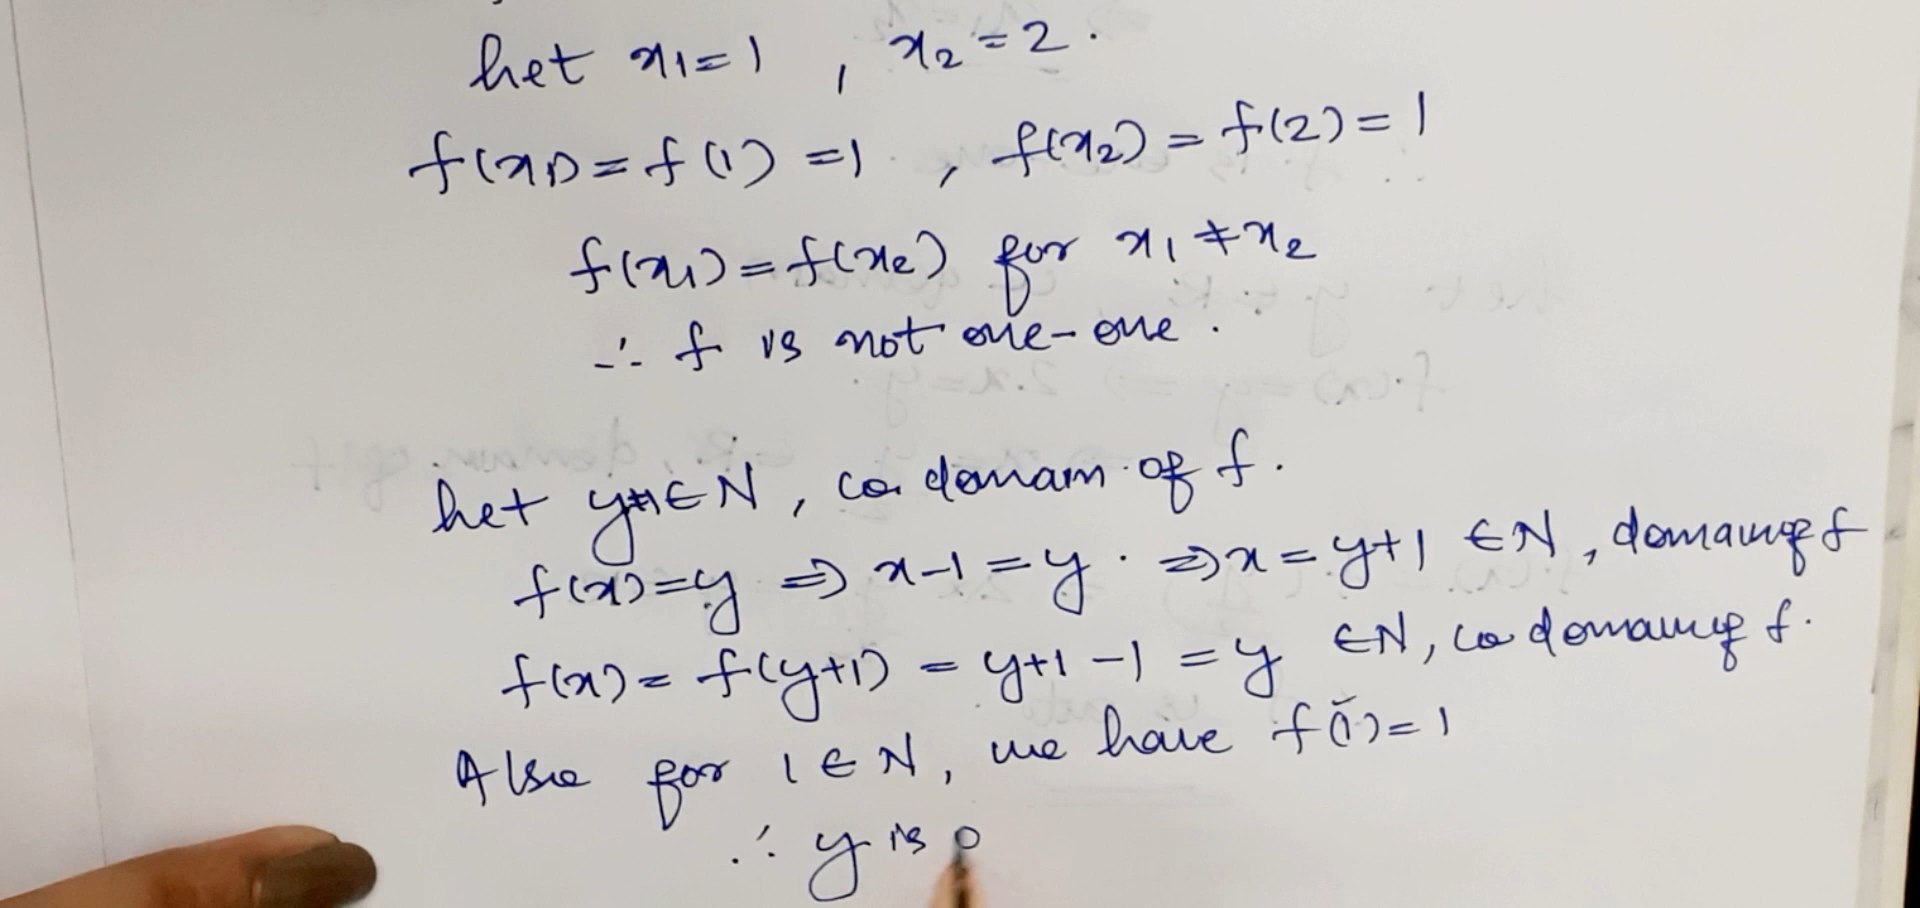 Let x₁=1 , x₂=2.
f(x₁)=f(1)=1 , f(x₂)=f(2)=1
f(x₁)=f(x₂) for x₁≠x₂
∴ f is not one-one.
Let y≠1∈N, co domain of f.
f(x)=y ⇒ x-1=y. ⇒ x=y+1 ∈N, domain of f
f(x)=f(y+1) = y+1-1 =y ∈N, co domain of f.
Also for 1∈N, we have f(1)=1
∴ y is o